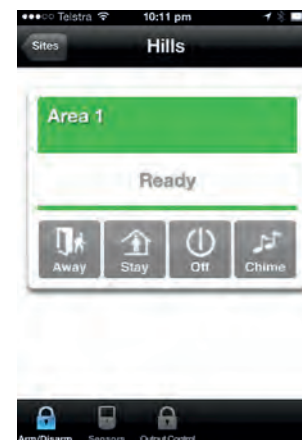 Telstra 10:11 pm
Sites Hills
Area 1
Ready
Away Stay Off Chime
Arm/Disarm Sensors Output Control